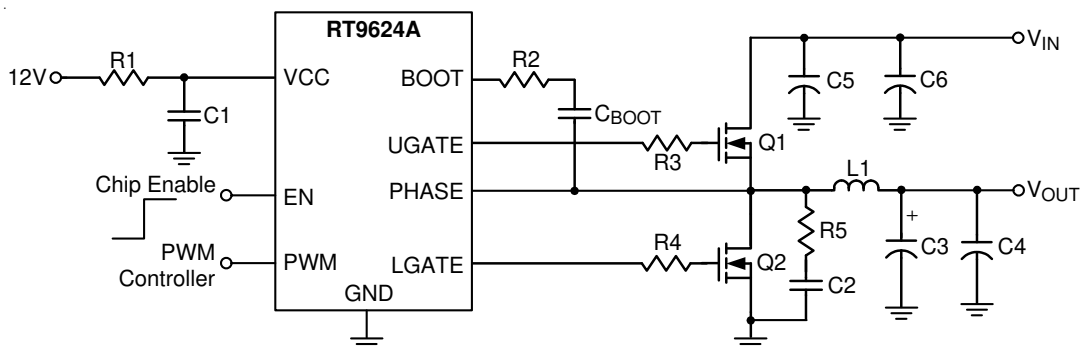 RT9624A
12V
R1
C1
VCC
BOOT
R2
C_BOOT
UGATE
R3
Q1
C5
C6
V_IN
Chip Enable
EN
PHASE
L1
V_OUT
PWM
Controller
PWM
LGATE
R4
Q2
R5
C2
+
C3
C4
GND